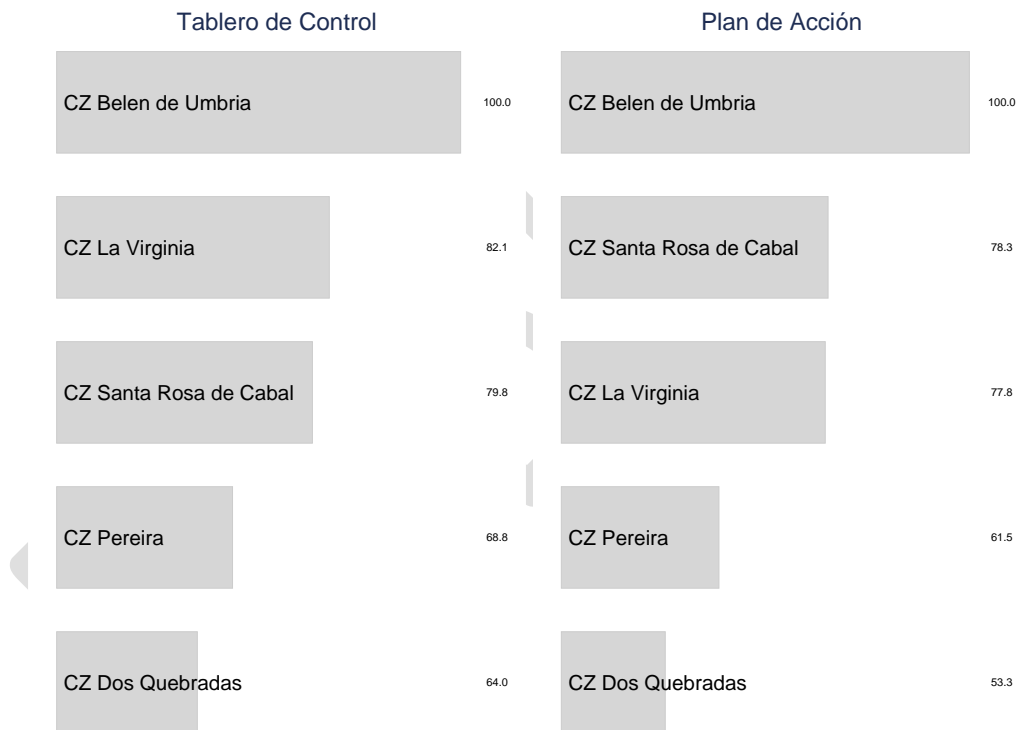 Tablero de Control
CZ Belen de Umbria 100.0
CZ La Virginia 82.1
CZ Santa Rosa de Cabal 79.8
CZ Pereira 68.8
CZ Dos Quebradas 64.0
Plan de Acción
CZ Belen de Umbria 100.0
CZ Santa Rosa de Cabal 78.3
CZ La Virginia 77.8
CZ Pereira 61.5
CZ Dos Quebradas 53.3